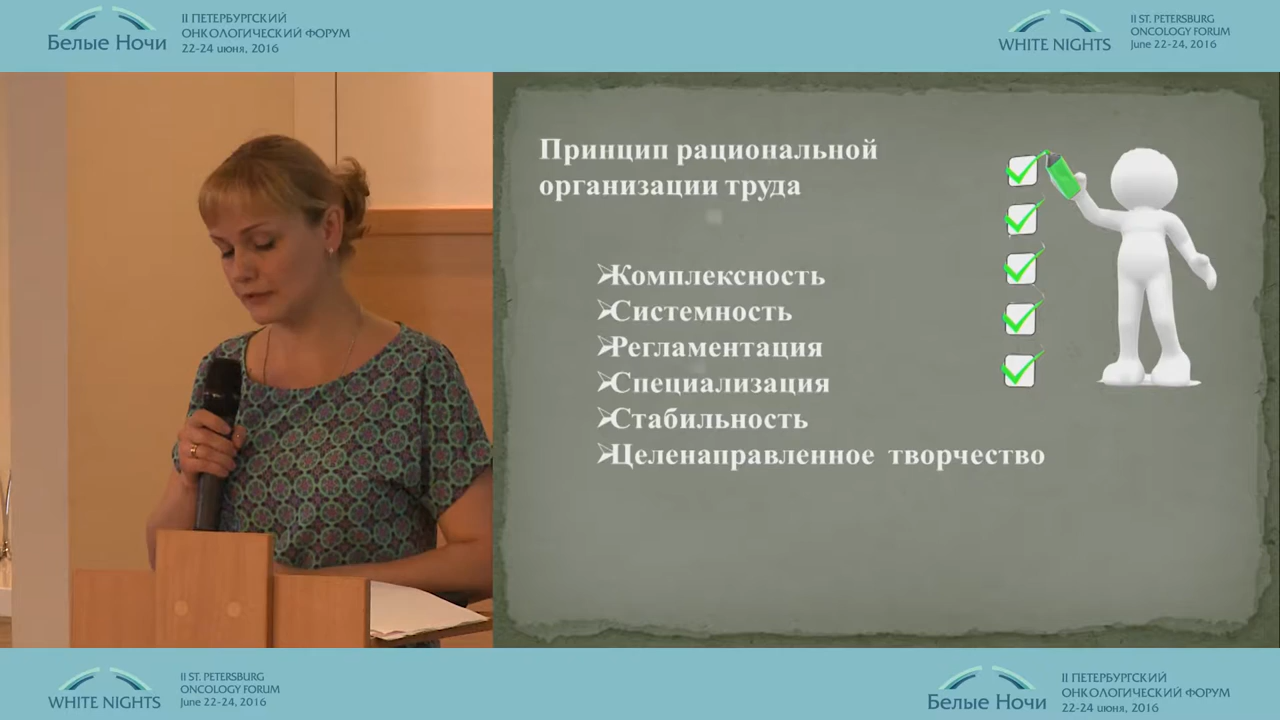 Белые Ночи
II ПЕТЕРБУРГСКИЙ
ОНКОЛОГИЧЕСКИЙ ФОРУМ
22-24 июня, 2016
WHITE NIGHTS
II ST. PETERSBURG
ONCOLOGY FORUM
June 22-24, 2016
Принцип рациональной
организации труда
Комплексность
Системность
Регламентация
Специализация
Стабильность
Целенаправленное творчество
WHITE NIGHTS
II ST. PETERSBURG
ONCOLOGY FORUM
June 22-24, 2016
Белые Ночи
II ПЕТЕРБУРГСКИЙ
ОНКОЛОГИЧЕСКИЙ ФОРУМ
22-24 июня, 2016